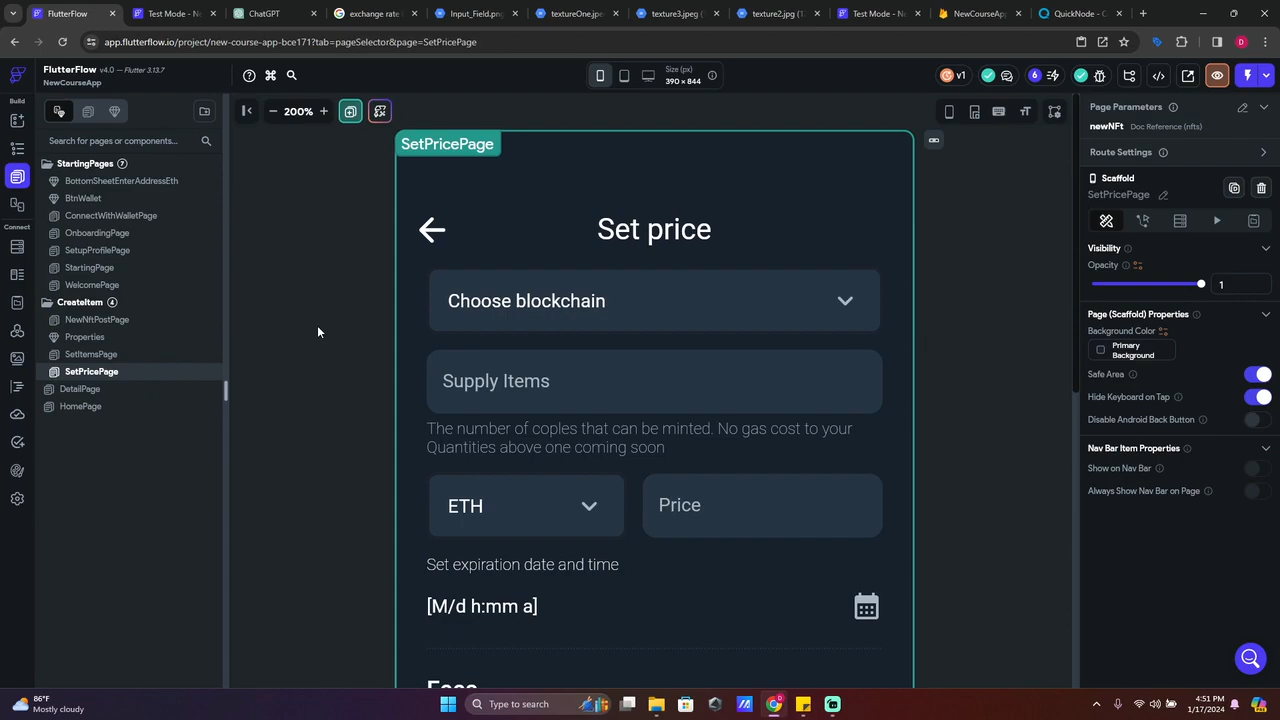 FlutterFlow
Test Mode -
ChatGPT
exchange rate
Input_Field.png
textureOne.jpe
texture3.jpeg
texture2.jpg (1
Test Mode -
NewCourseApp
QuickNode - C
app.flutterflow.io/project/new-course-app-bce171?tab=pageSelector&page=SetPricePage
FlutterFlow v4.0 / Flutter 3.13.7
NewCourseApp
Size (px)
390 × 844
v1
6
Build
200%
Search for pages or components...
StartingPages 7
BottomSheetEnterAddressEth
BtnWallet
ConnectWithWalletPage
Connect
OnboardingPage
SetupProfilePage
StartingPage
WelcomePage
CreateItem 4
NewNftPostPage
Properties
SetItemsPage
SetPricePage
DetailPage
HomePage
SetPricePage
Set price
Choose blockchain
Supply Items
The number of coples that can be minted. No gas cost to your
Quantities above one coming soon
ETH
Price
Set expiration date and time
[M/d h:mm a]
Fees
Page Parameters
newNFt Doc Reference (nfts)
Route Settings
Scaffold
SetPricePage
Visibility
Opacity
1
Page (Scaffold) Properties
Background Color
Primary
Background
Safe Area
Hide Keyboard on Tap
Disable Android Back Button
Nav Bar Item Properties
Show on Nav Bar
Always Show Nav Bar on Page
86°F
Mostly cloudy
Type to search
4:51 PM
1/17/2024